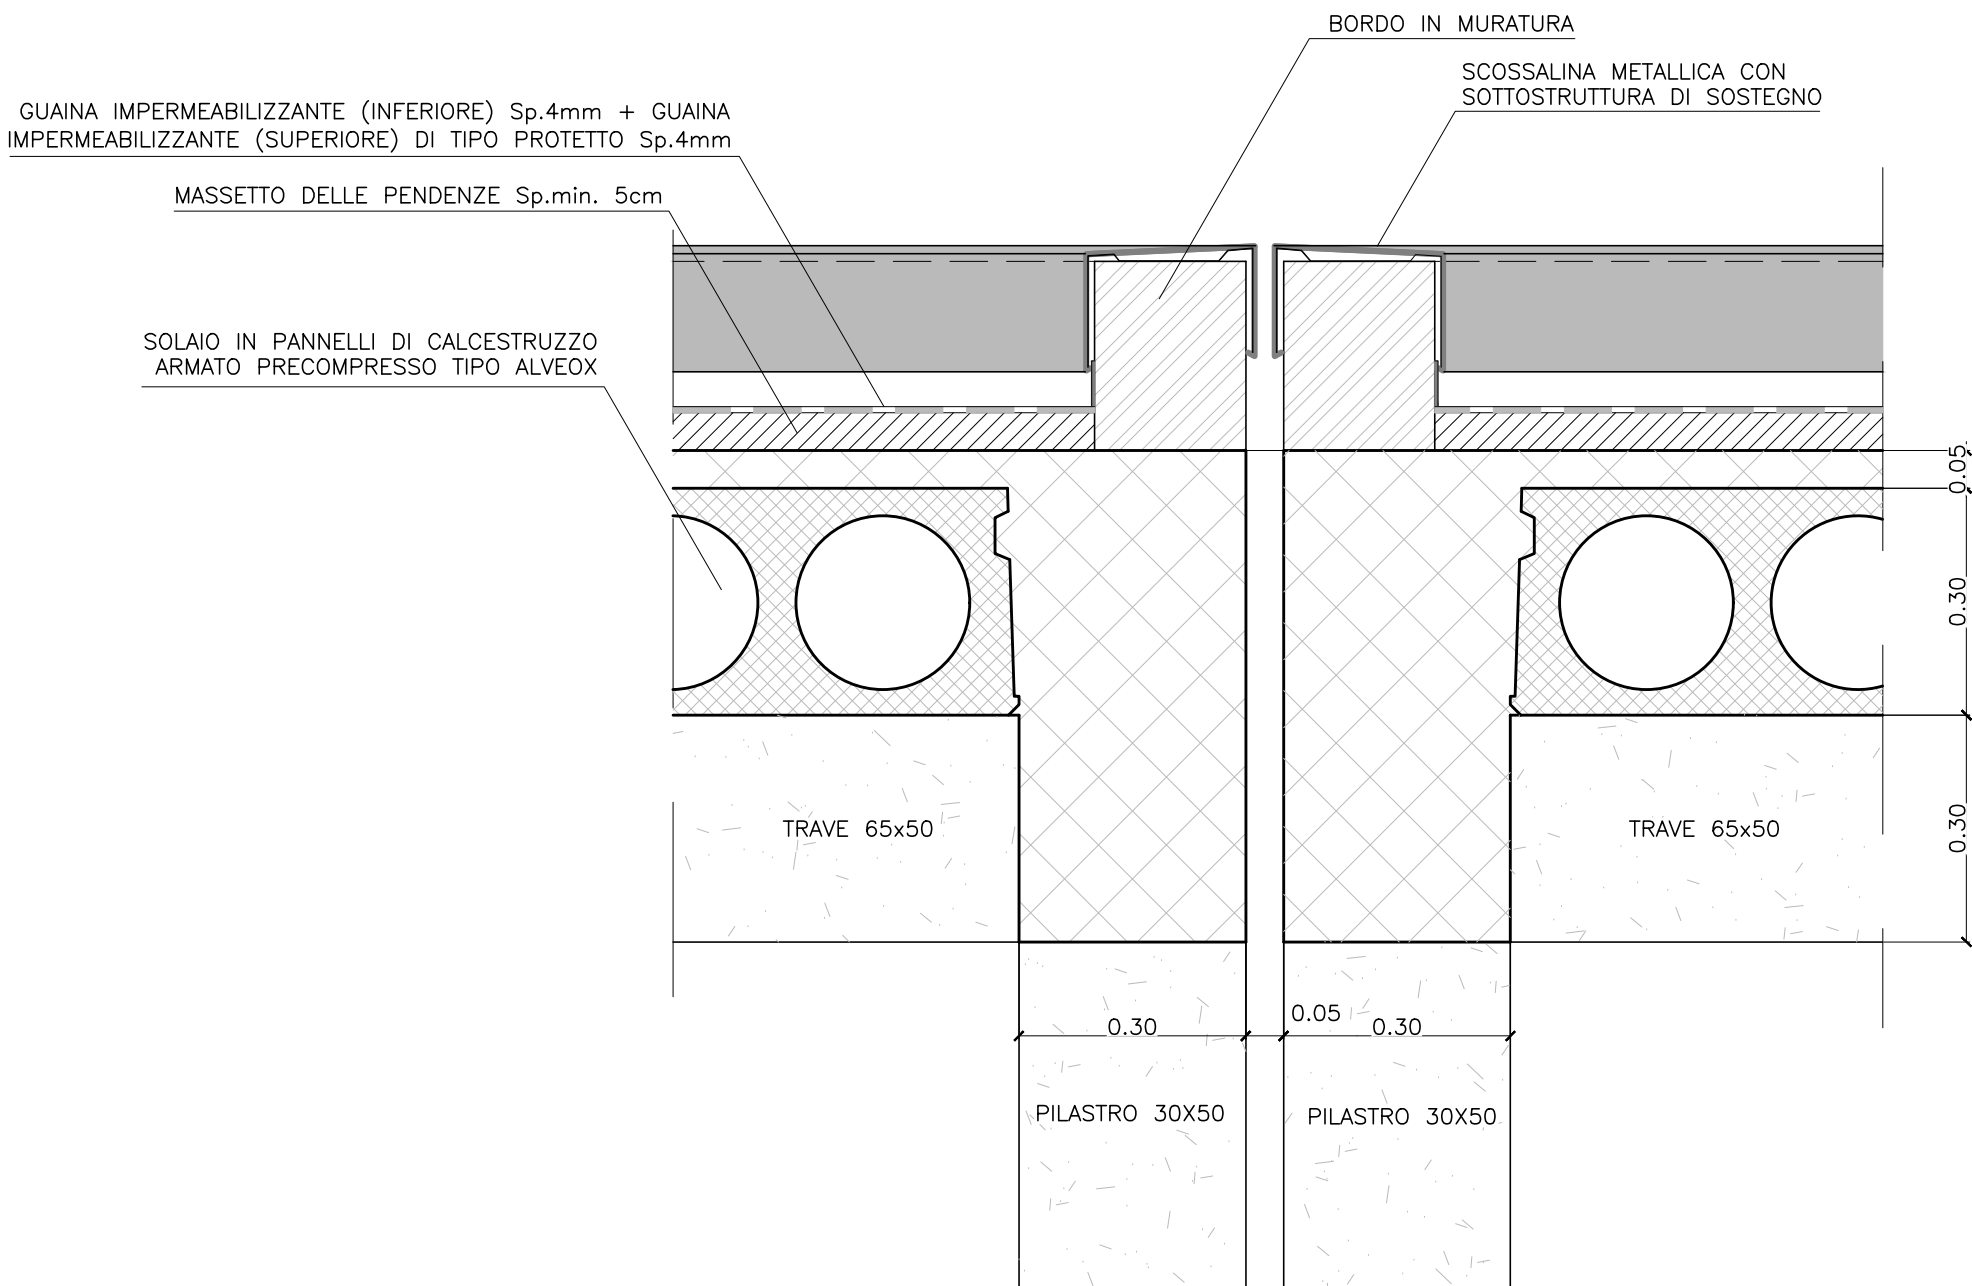 BORDO IN MURATURA
SCOSSALINA METALLICA CON
SOTTOSTRUTTURA DI SOSTEGNO
GUAINA IMPERMEABILIZZANTE (INFERIORE) Sp.4mm + GUAINA
IMPERMEABILIZZANTE (SUPERIORE) DI TIPO PROTETTO Sp.4mm
MASSETTO DELLE PENDENZE Sp.min. 5cm
SOLAIO IN PANNELLI DI CALCESTRUZZO
ARMATO PRECOMPRESSO TIPO ALVEOX
0.05
0.30
TRAVE 65x50
TRAVE 65x50
0.30
0.30
0.05
0.30
PILASTRO 30X50
PILASTRO 30X50